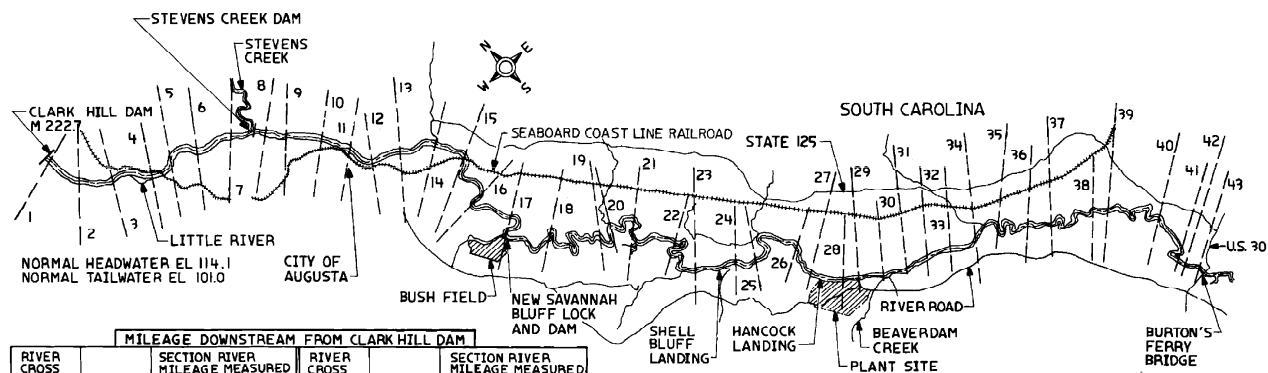 STEVENS CREEK DAM
STEVENS
CREEK
CLARK HILL DAM
M 222.7
5
6
8
9
10
11
12
13
15
4
7
14
1
2
3
LITTLE RIVER
NORMAL HEADWATER EL 114.1
NORMAL TAILWATER EL 101.0
CITY OF
AUGUSTA
N
E
W
S
SEABOARD COAST LINE RAILROAD
SOUTH CAROLINA
STATE 125
16
17
18
19
20
21
22
23
24
25
26
27
28
29
30
31
32
33
34
35
36
37
38
39
40
41
42
43
U.S. 30
BUSH FIELD
NEW SAVANNAH
BLUFF LOCK
AND DAM
SHELL
BLUFF
LANDING
HANCOCK
LANDING
BEAVERDAM
CREEK
PLANT SITE
RIVER ROAD
BURTON'S
FERRY
BRIDGE
MILEAGE DOWNSTREAM FROM CLARK HILL DAM
RIVER CROSS
SECTION RIVER MILEAGE MEASURED
RIVER CROSS
SECTION RIVER MILEAGE MEASURED